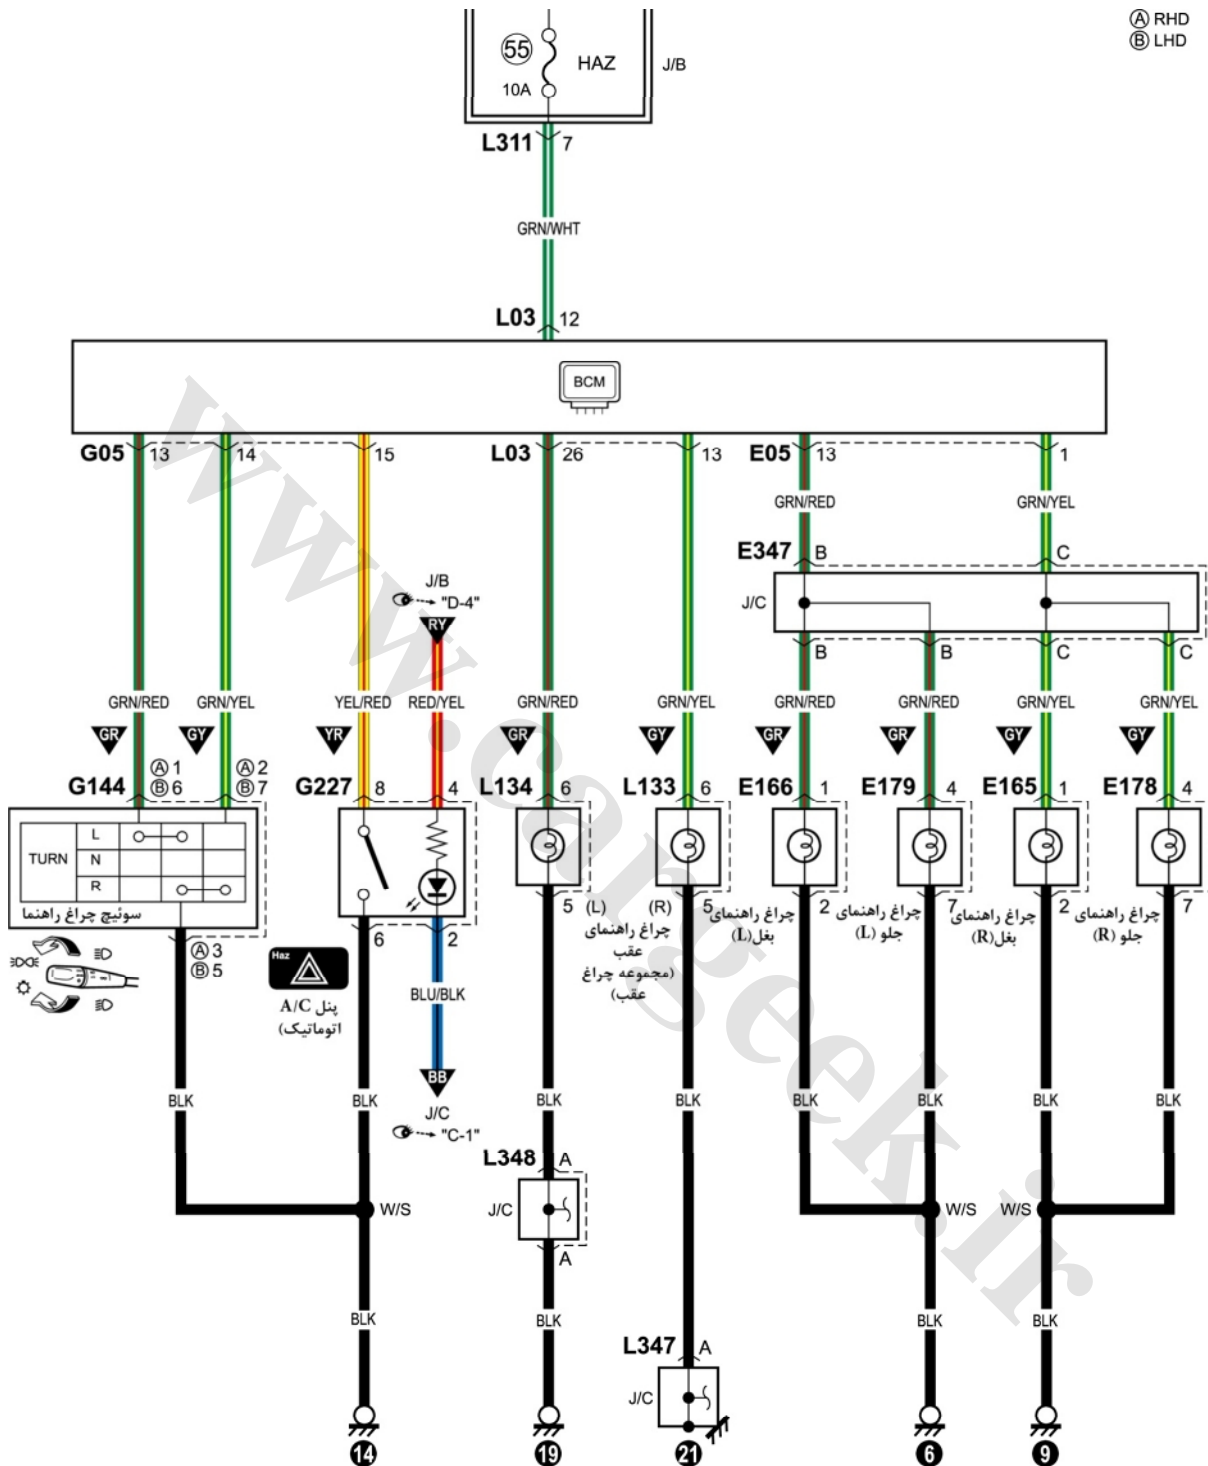 Ⓐ RHD
Ⓑ LHD
55
10A
HAZ
J/B
L311 7
GRN/WHT
L03 12
BCM
G05 13 14 15 L03 26 13 E05 13 1
GRN/RED GRN/YEL
E347 B C
J/C
B B C C
J/B
"D-4"
RY
GRN/RED GRN/YEL YEL/RED RED/YEL GRN/RED GRN/YEL GRN/RED GRN/RED GRN/YEL GRN/YEL
GR GY YR GR GY GR GR GY GY
Ⓐ1 Ⓐ2
G144 Ⓑ6 Ⓑ7 G227 8 4 L134 6 L133 6 E166 1 E179 4 E165 1 E178 4
TURN
L
N
R
سوئیچ چراغ راهنما
Ⓐ3
Ⓑ5
6 2
5 (L) (R) 5 2 7 2 7
چراغ راهنمای
عقب
(مجموعه چراغ
عقب)
چراغ راهنمای
بغل(L)
چراغ راهنمای
جلو (L)
چراغ راهنمای
بغل(R)
چراغ راهنمای
جلو (R)
Haz
پنل A/C
اتوماتیک)
BLU/BLK
BB
J/C
"C-1"
BLK BLK BLK BLK BLK BLK BLK BLK
L348 A
J/C
A
W/S W/S W/S
BLK BLK BLK BLK
L347 A
J/C
14 19 21 6 9
www.cargeek.ir